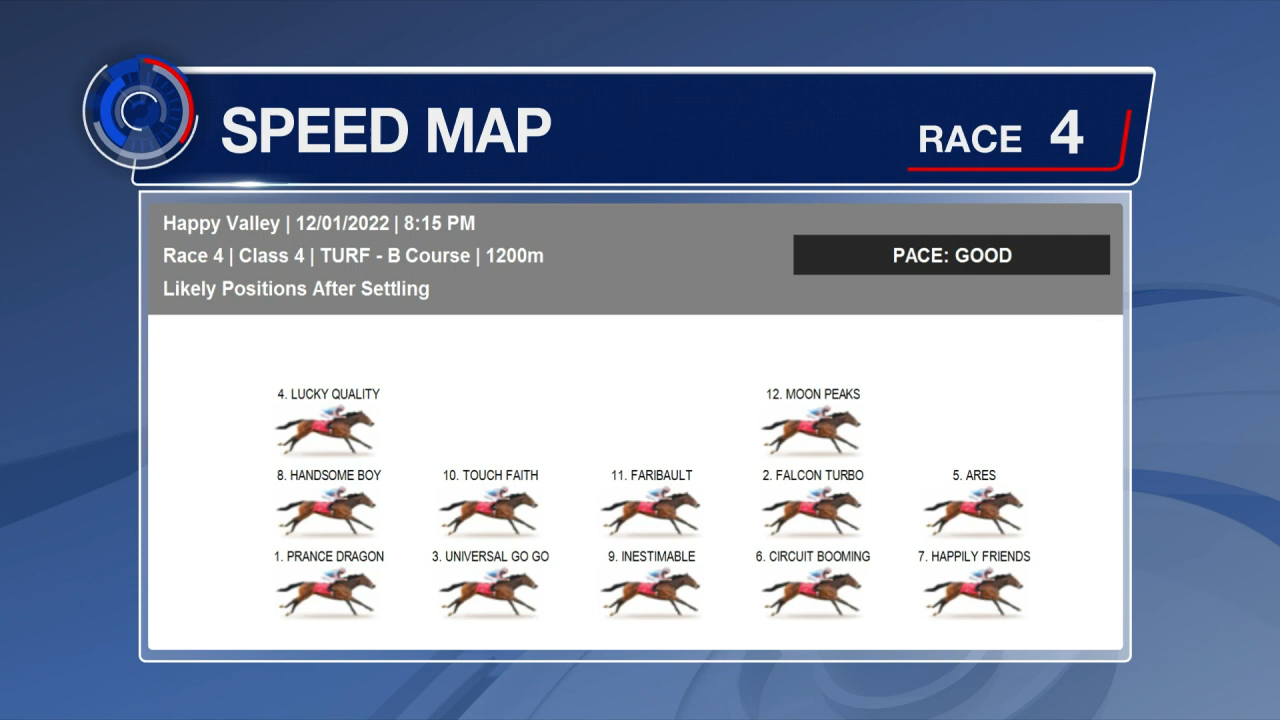 SPEED MAP
RACE 4
Happy Valley | 12/01/2022 | 8:15 PM
Race 4 | Class 4 | TURF - B Course | 1200m
PACE: GOOD
Likely Positions After Settling
4. LUCKY QUALITY
12. MOON PEAKS
8. HANDSOME BOY
10. TOUCH FAITH
11. FARIBAULT
2. FALCON TURBO
5. ARES
1. PRANCE DRAGON
3. UNIVERSAL GO GO
9. INESTIMABLE
6. CIRCUIT BOOMING
7. HAPPILY FRIENDS